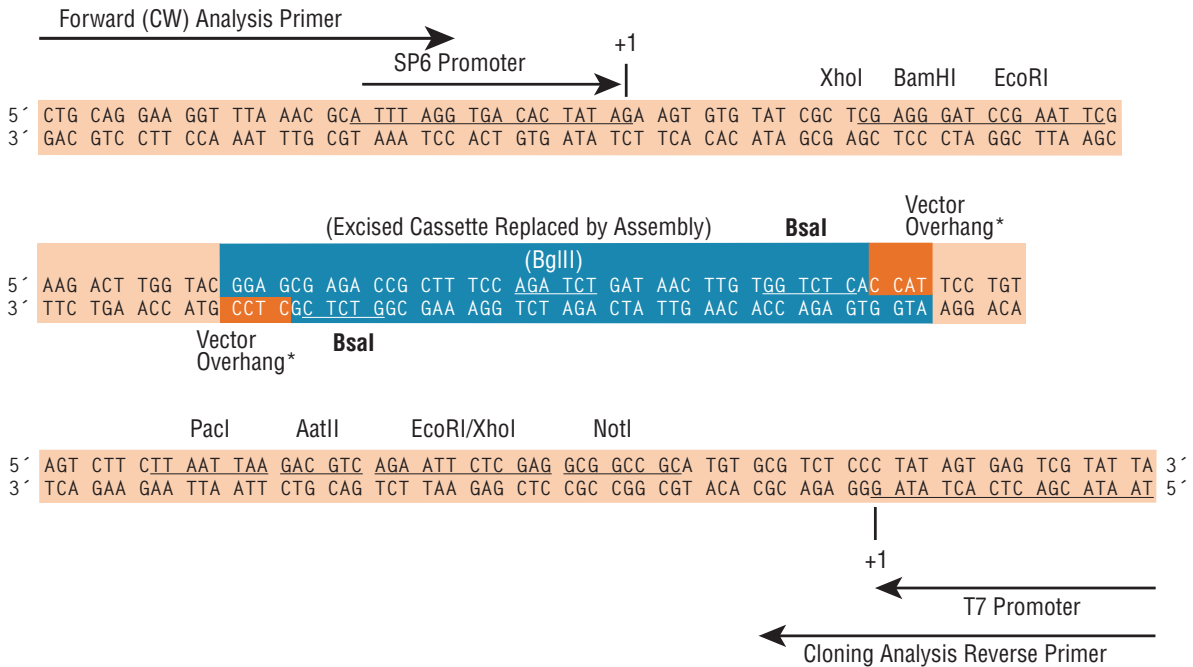 Forward (CW) Analysis Primer
SP6 Promoter
+1
XhoI BamHI EcoRI
5´ CTG CAG GAA GGT TTA AAC GCA TTT AGG TGA CAC TAT AGA AGT GTG TAT CGC TCG AGG GAT CCG AAT TCG
3´ GAC GTC CTT CCA AAT TTG CGT AAA TCC ACT GTG ATA TCT TCA CAC ATA GCG AGC TCC CTA GGC TTA AGC
(Excised Cassette Replaced by Assembly)
BsaI
Vector
Overhang*
(BglII)
5´ AAG ACT TGG TAC GGA GCG AGA CCG CTT TCC AGA TCT GAT AAC TTG TGG TCT CAC CAT TCC TGT
3´ TTC TGA ACC ATG CCT CGC TCT GGC GAA AGG TCT AGA CTA TTG AAC ACC AGA GTG GTA AGG ACA
Vector
Overhang*
BsaI
PacI AatII EcoRI/XhoI NotI
5´ AGT CTT CTT AAT TAA GAC GTC AGA ATT CTC GAG GCG GCC GCA TGT GCG TCT CCC TAT AGT GAG TCG TAT TA 3´
3´ TCA GAA GAA TTA ATT CTG CAG TCT TAA GAG CTC CGC CGG CGT ACA CGC AGA GGG ATA TCA CTC AGC ATA AT 5´
+1
T7 Promoter
Cloning Analysis Reverse Primer